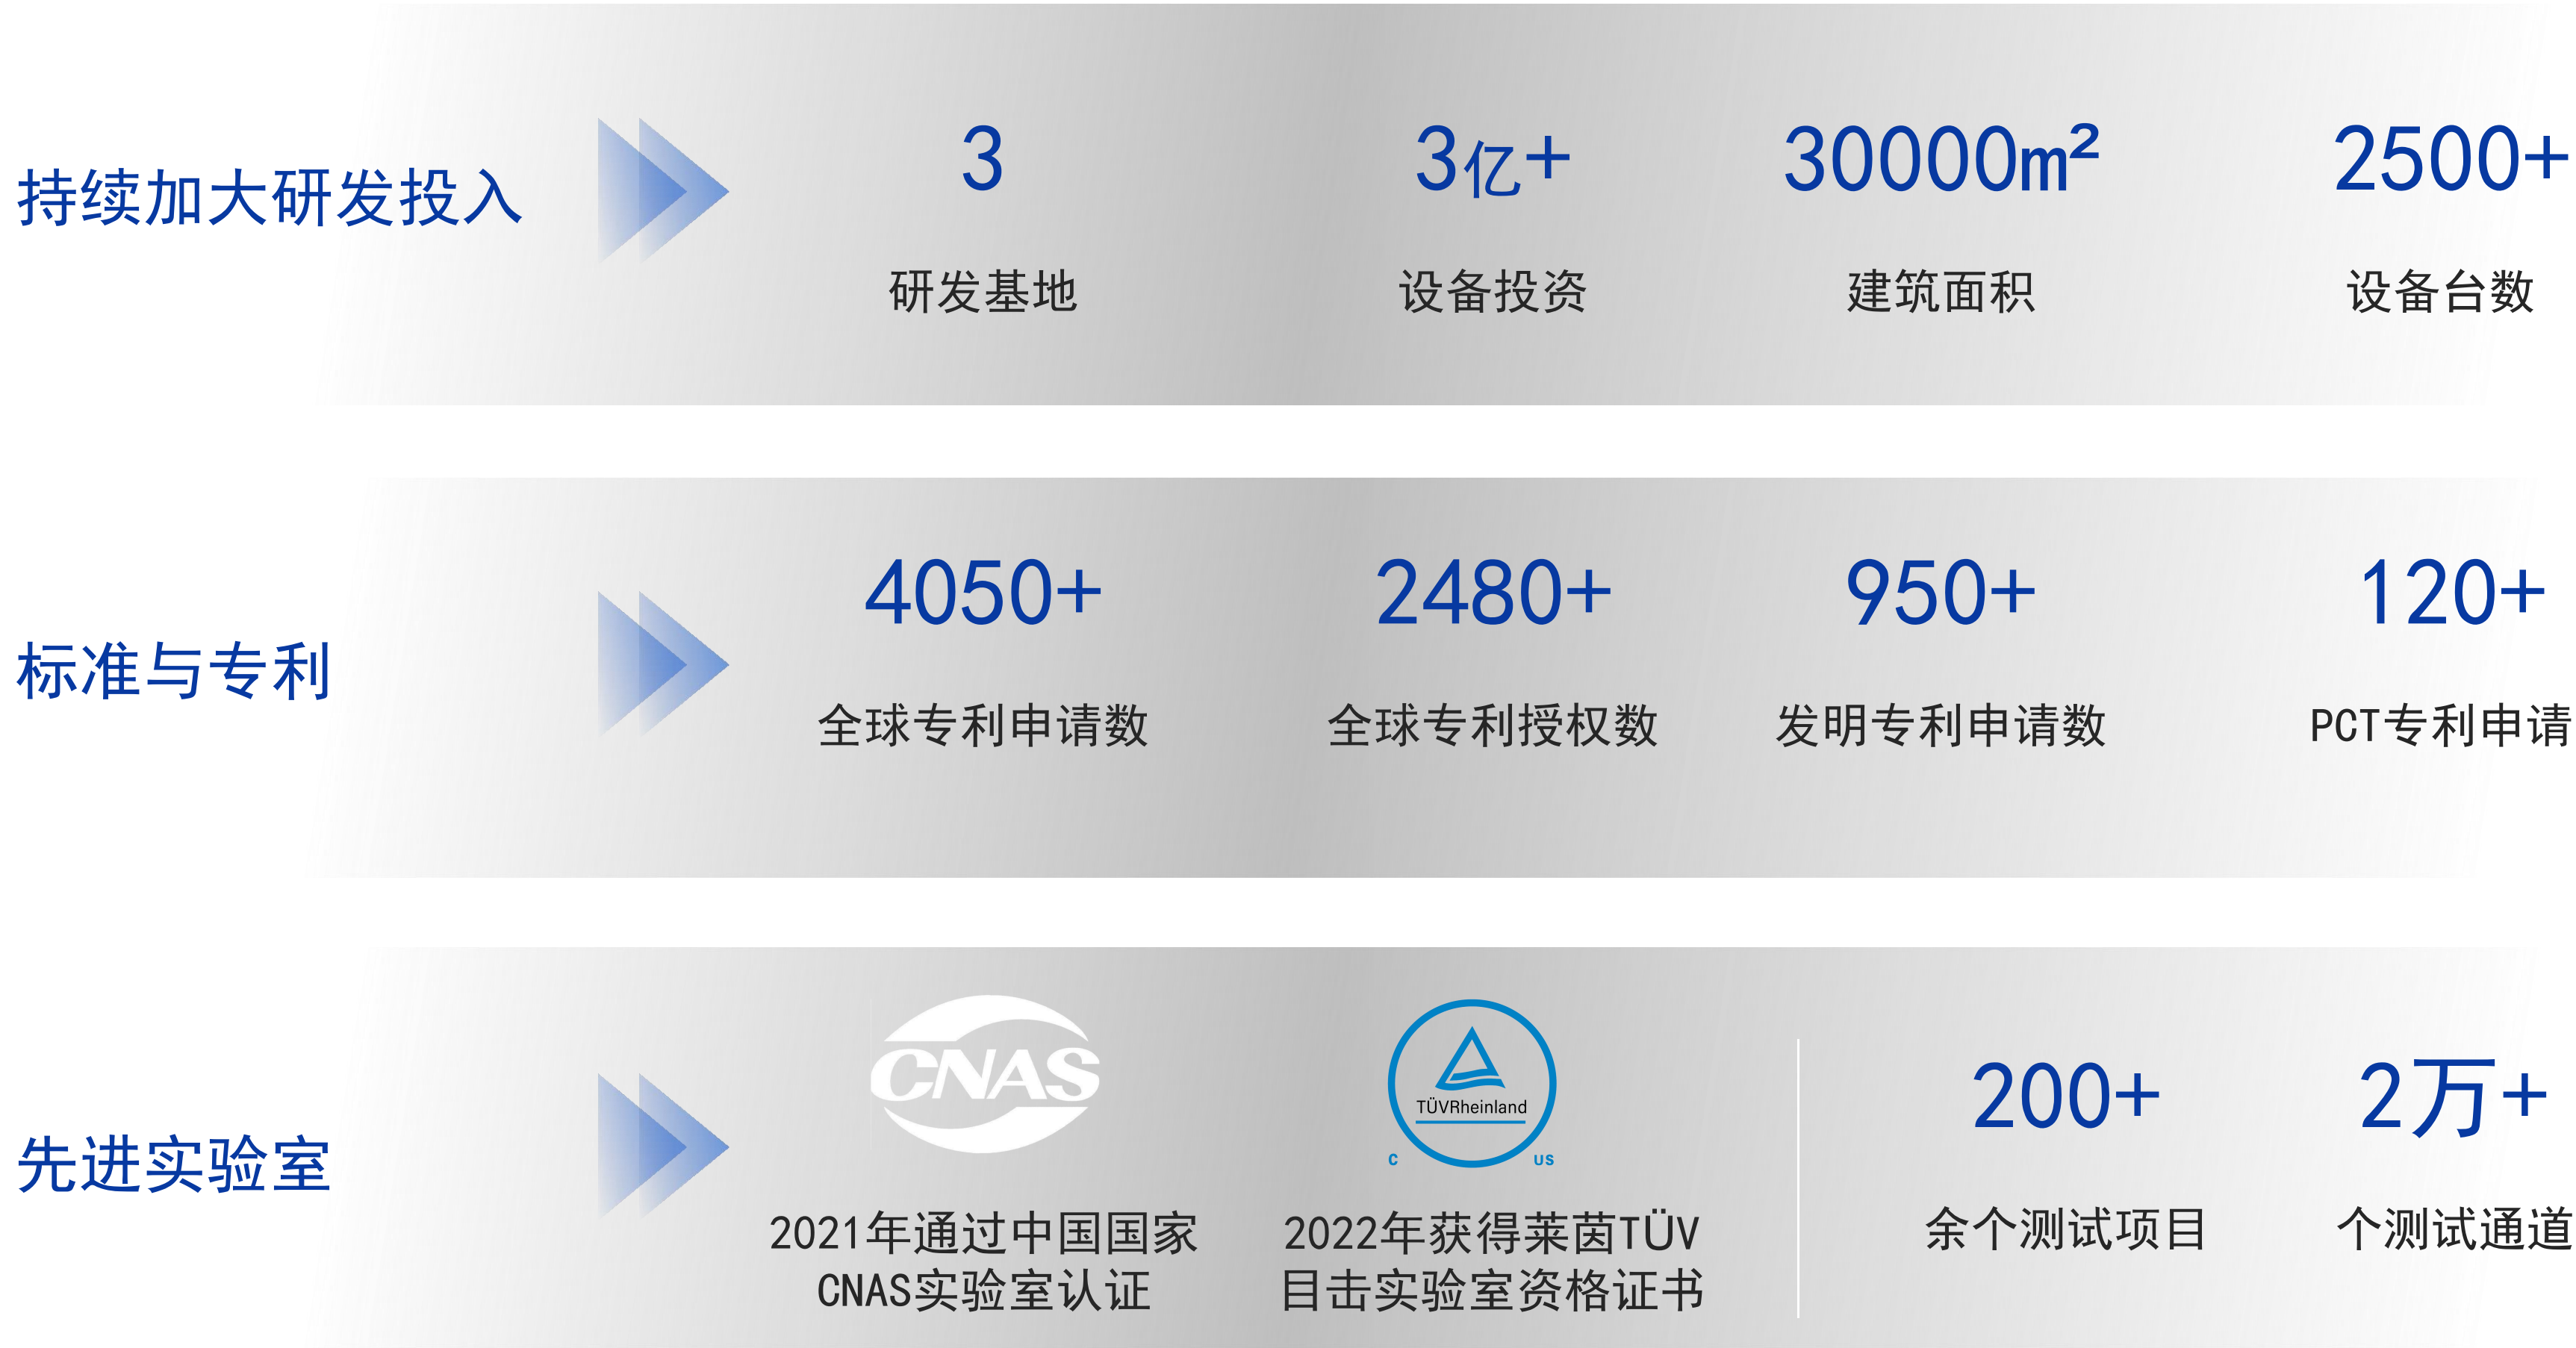 持续加大研发投入
3
3亿+
30000m²
2500+
研发基地
设备投资
建筑面积
设备台数
标准与专利
4050+
2480+
950+
120+
全球专利申请数
全球专利授权数
发明专利申请数
PCT专利申请
先进实验室
CNAS
TÜVRheinland
C
US
200+
2万+
2021年通过中国国家
CNAS实验室认证
2022年获得莱茵TÜV
目击实验室资格证书
余个测试项目
个测试通道